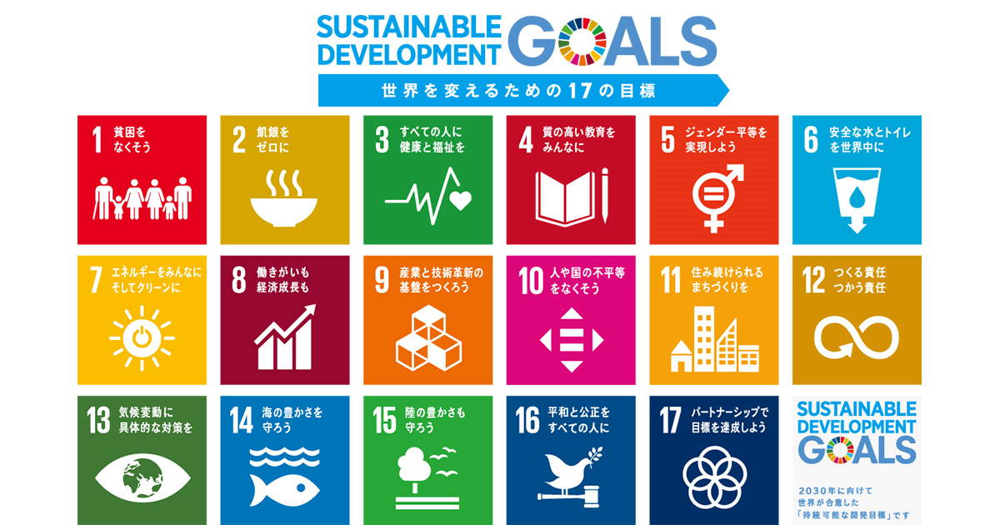 SUSTAINABLE
DEVELOPMENT
GOALS
世界を変えるための17の目標
1 貧困を
なくそう
2 飢餓を
ゼロに
3 すべての人に
健康と福祉を
4 質の高い教育を
みんなに
5 ジェンダー平等を
実現しよう
6 安全な水とトイレ
を世界中に
7 エネルギーをみんなに
そしてクリーンに
8 働きがいも
経済成長も
9 産業と技術革新の
基盤をつくろう
10 人や国の不平等
をなくそう
11 住み続けられる
まちづくりを
12 つくる責任
つかう責任
13 気候変動に
具体的な対策を
14 海の豊かさを
守ろう
15 陸の豊かさも
守ろう
16 平和と公正を
すべての人に
17 パートナーシップで
目標を達成しよう
SUSTAINABLE
DEVELOPMENT
GOALS
2030年に向けて
世界が合意した
「持続可能な開発目標」です